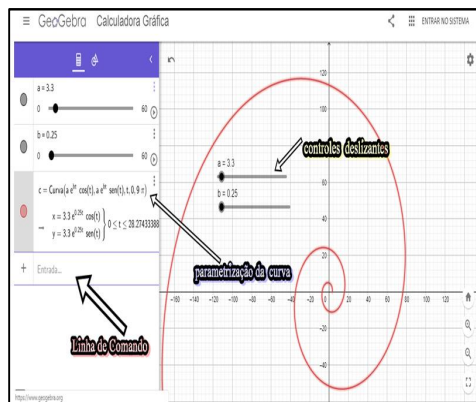 GeoGebra Calculadora Gráfica
ENTRAR NO SISTEMA
a = 3.3
0
60
b = 0.25
0
60
c = Curva(a e^bt cos(t), a e^bt sen(t), t, 0, 9 π)
→ x = 3.3 e^0.25t cos(t)
y = 3.3 e^0.25t sen(t) } 0 ≤ t ≤ 28.27433388
+ Entrada...
Linha de Comando
parametrização da curva
controles deslizantes
a = 3.3
b = 0.25
120
100
80
60
40
20
0
-160 -140 -120 -100 -80 -60 -40 -20 0 20 40 60 80 100 120
-20
-40
https://www.geogebra.org